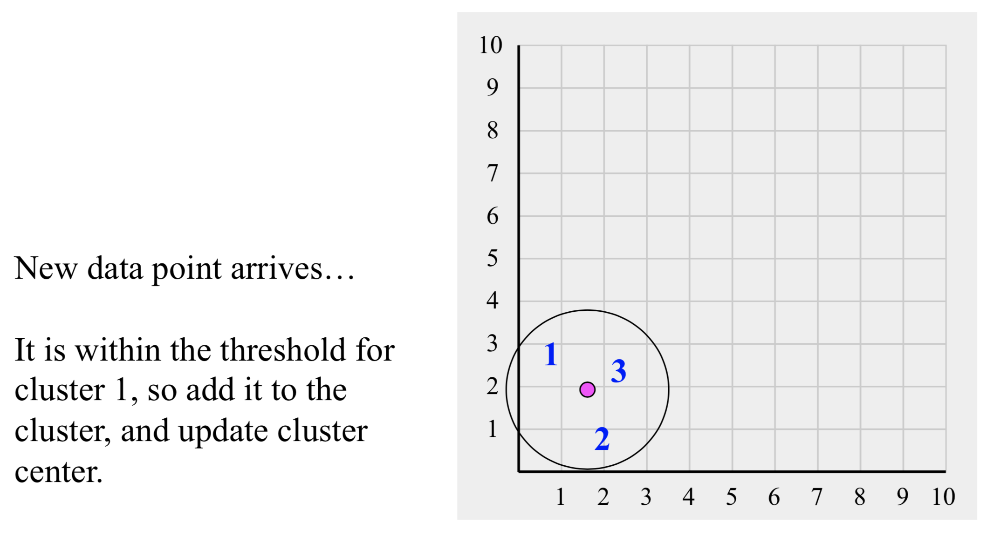 New data point arrives…
It is within the threshold for
cluster 1, so add it to the
cluster, and update cluster
center.
10
9
8
7
6
5
4
3
2
1
1
3
2
1 2 3 4 5 6 7 8 9 10